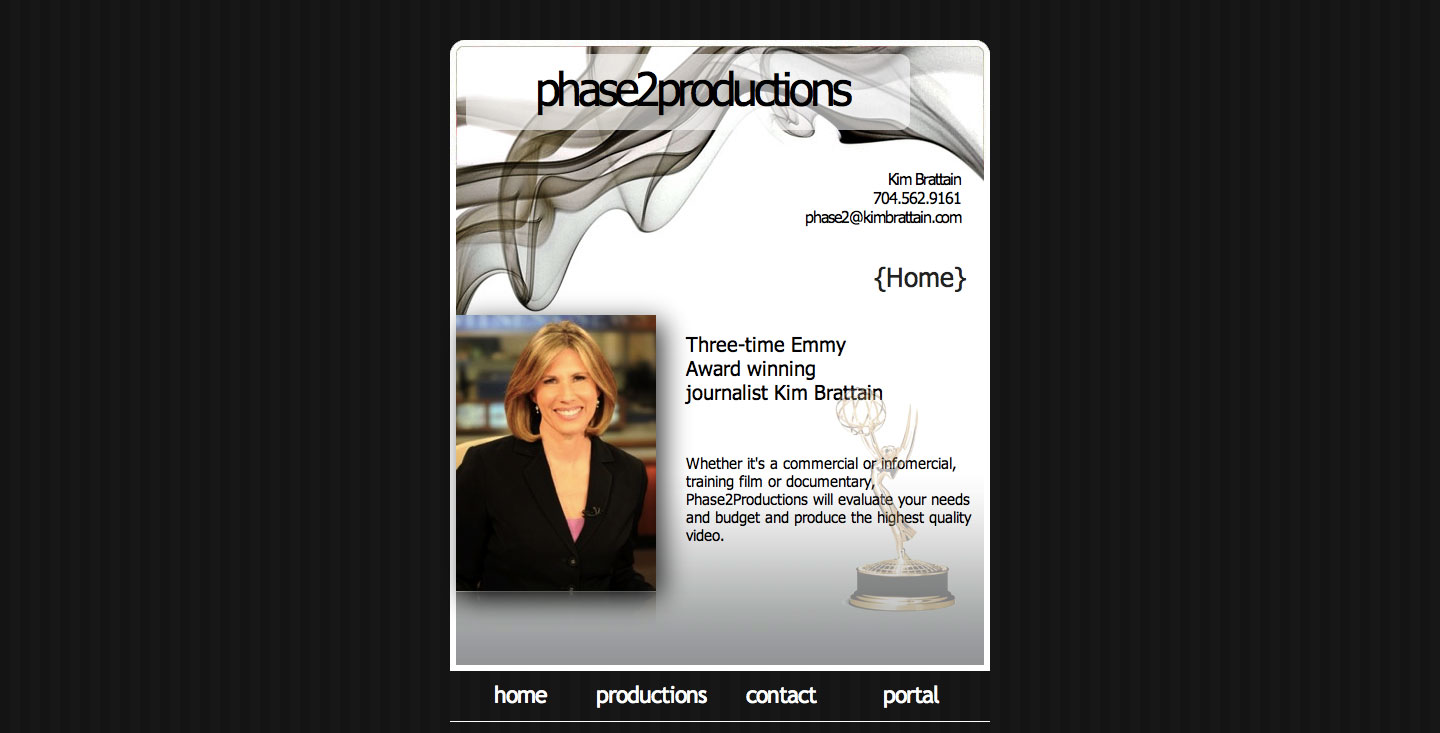 phase2productions
Kim Brattain
704.562.9161
phase2@kimbrattain.com
{Home}
Three-time Emmy
Award winning
journalist Kim Brattain
Whether it's a commercial or infomercial,
training film or documentary,
Phase2Productions will evaluate your needs
and budget and produce the highest quality
video.
home productions contact portal